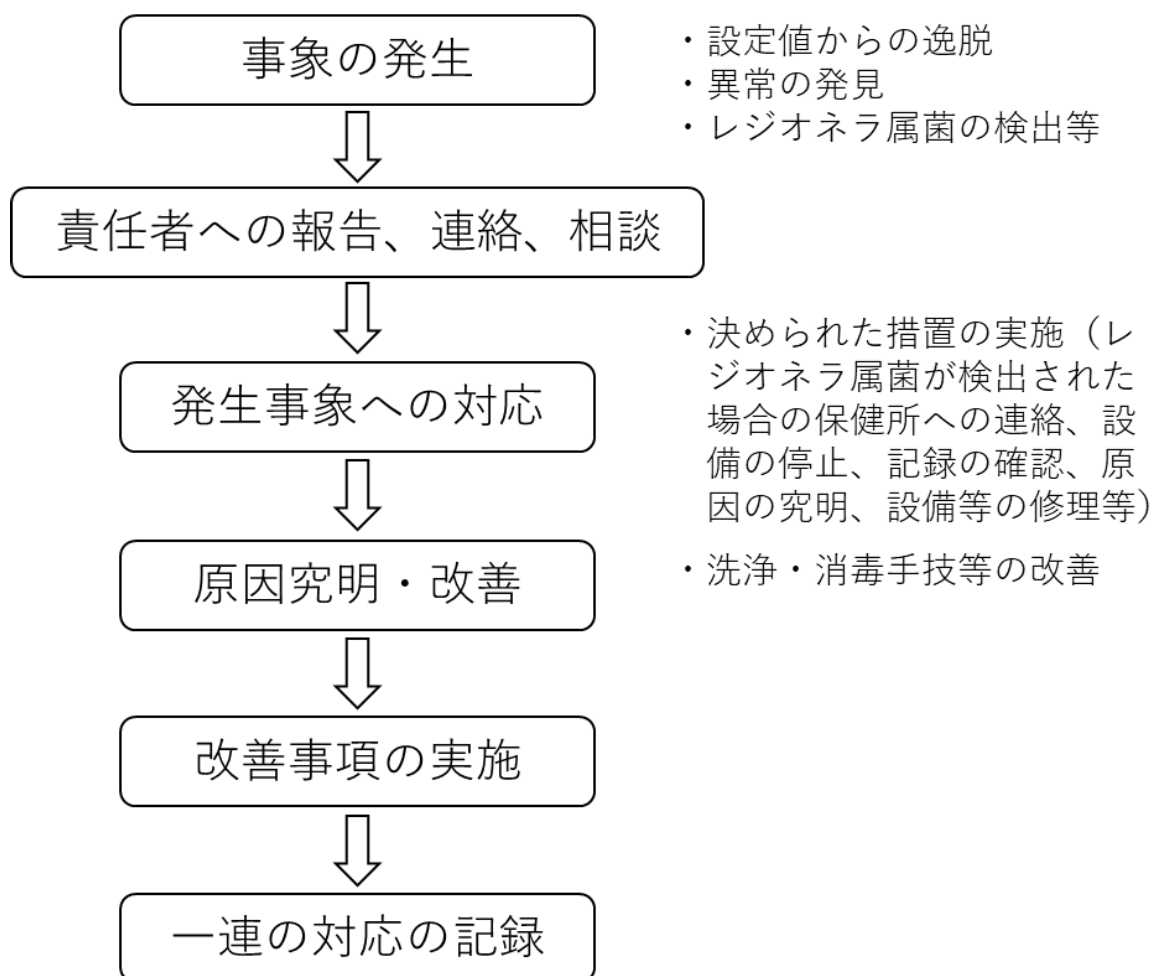 事象の発生
・設定値からの逸脱
・異常の発見
・レジオネラ属菌の検出等
責任者への報告、連絡、相談
発生事象への対応
・決められた措置の実施（レ
ジオネラ属菌が検出された
場合の保健所への連絡、設
備の停止、記録の確認、原
因の究明、設備等の修理等）
原因究明・改善
・洗浄・消毒手技等の改善
改善事項の実施
一連の対応の記録